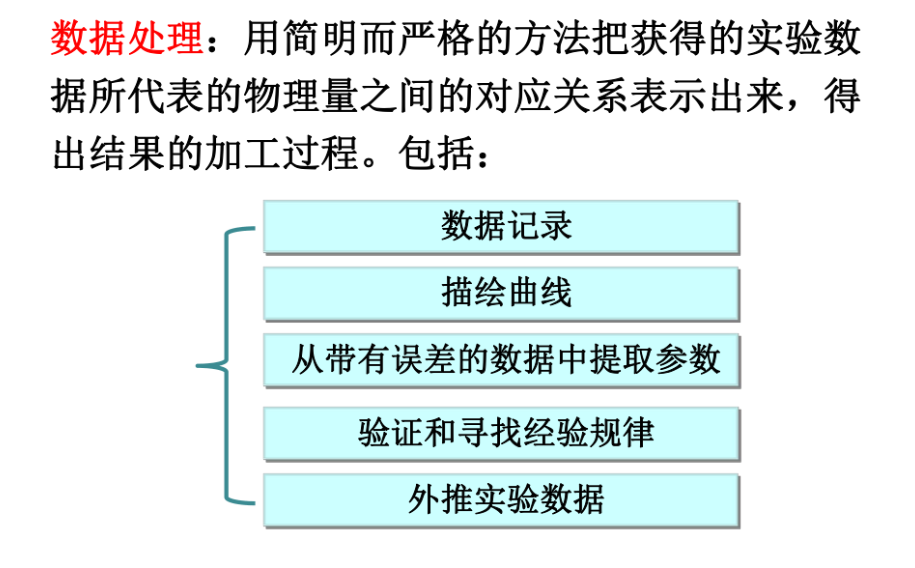 数据处理：用简明而严格的方法把获得的实验数
据所代表的物理量之间的对应关系表示出来，得
出结果的加工过程。包括：
数据记录
描绘曲线
从带有误差的数据中提取参数
验证和寻找经验规律
外推实验数据